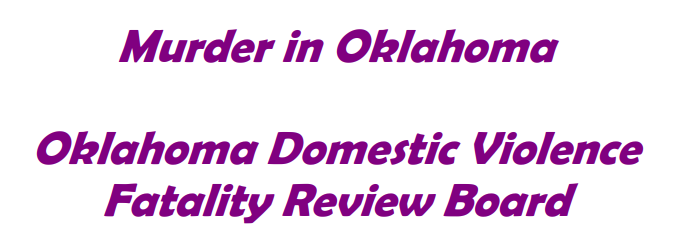 Murder in Oklahoma
Oklahoma Domestic Violence
Fatality Review Board